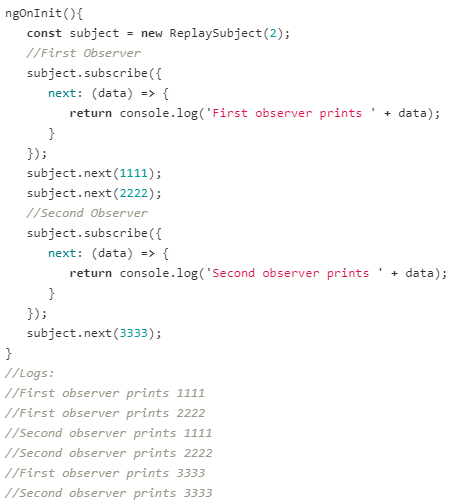 ngOnInit(){
   const subject = new ReplaySubject(2);
   //First Observer
   subject.subscribe({
      next: (data) => {
         return console.log('First observer prints ' + data);
      }
   });
   subject.next(1111);
   subject.next(2222);
   //Second Observer
   subject.subscribe({
      next: (data) => {
         return console.log('Second observer prints ' + data);
      }
   });
   subject.next(3333);
}
//Logs:
//First observer prints 1111
//First observer prints 2222
//Second observer prints 1111
//Second observer prints 2222
//First observer prints 3333
//Second observer prints 3333